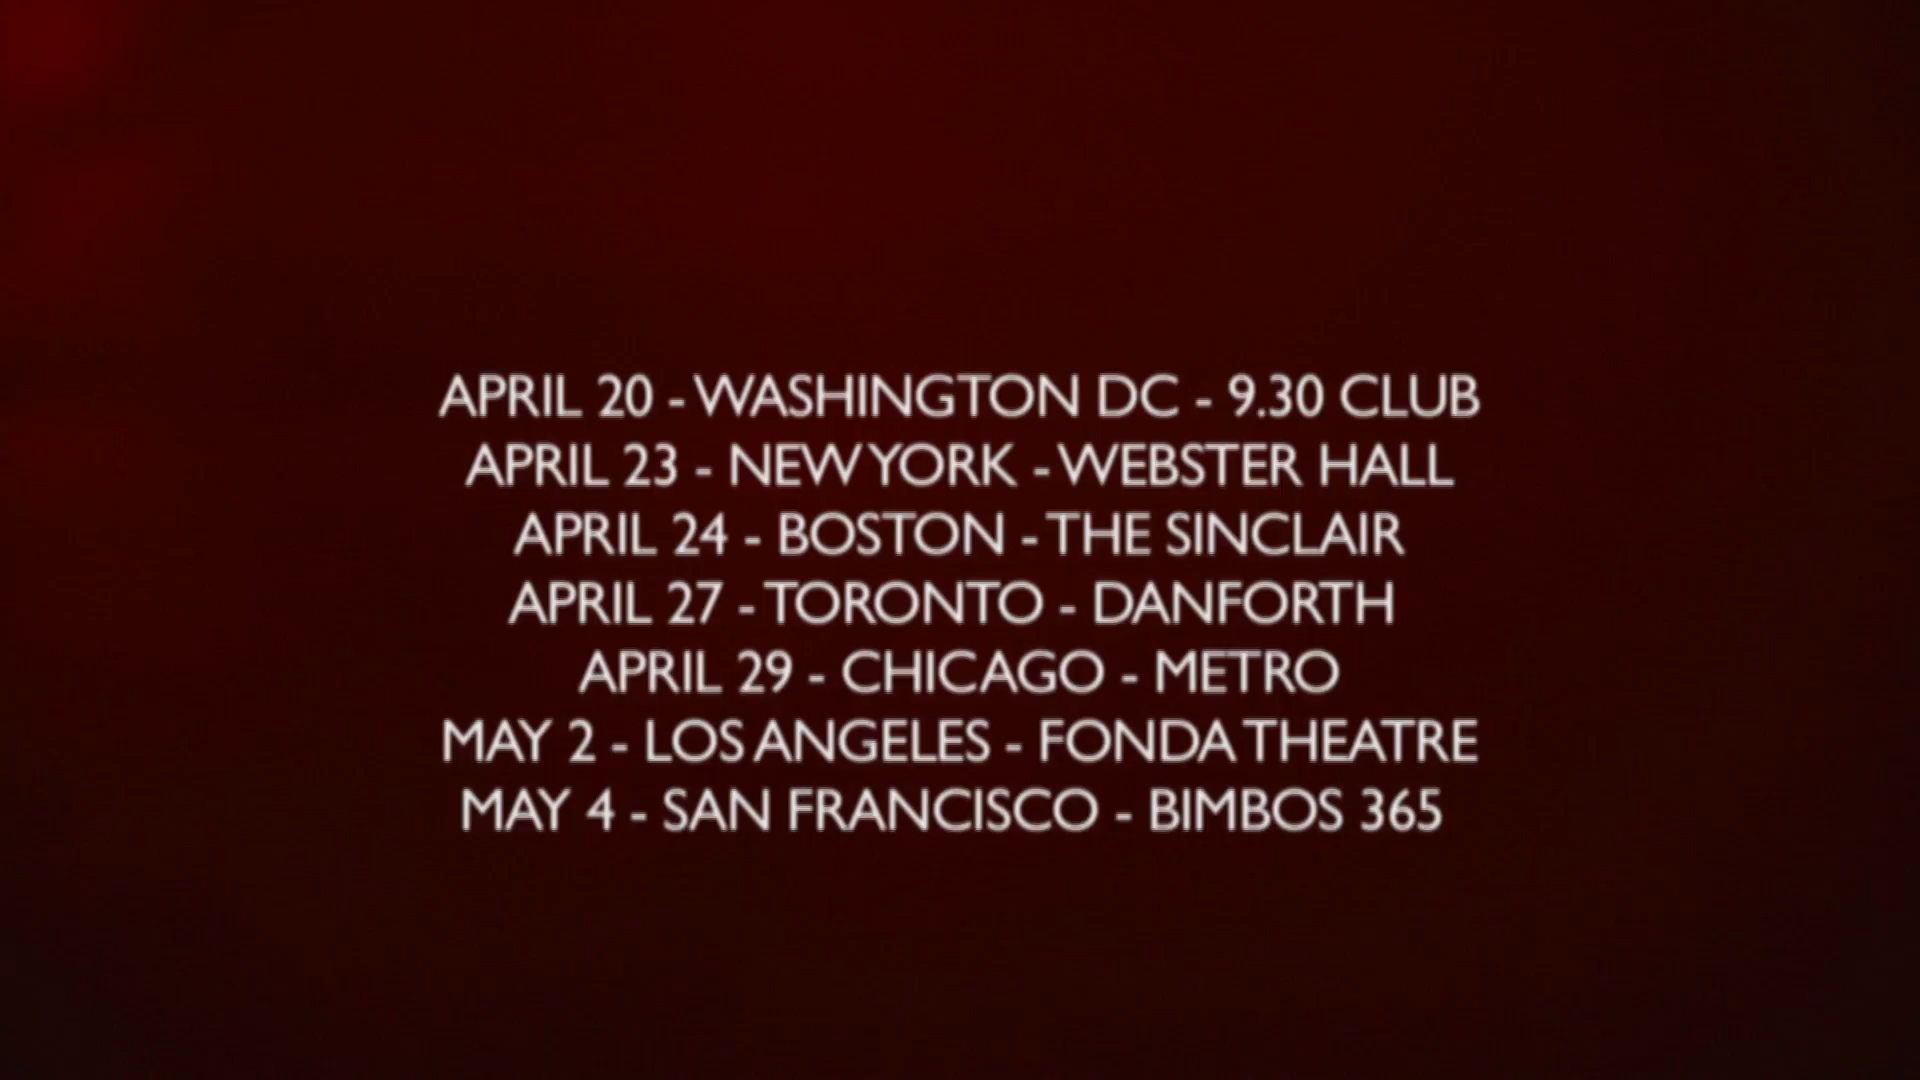 APRIL 20 - WASHINGTON DC - 9.30 CLUB
APRIL 23 - NEW YORK - WEBSTER HALL
APRIL 24 - BOSTON - THE SINCLAIR
APRIL 27 - TORONTO - DANFORTH
APRIL 29 - CHICAGO - METRO
MAY 2 - LOS ANGELES - FONDA THEATRE
MAY 4 - SAN FRANCISCO - BIMBOS 365